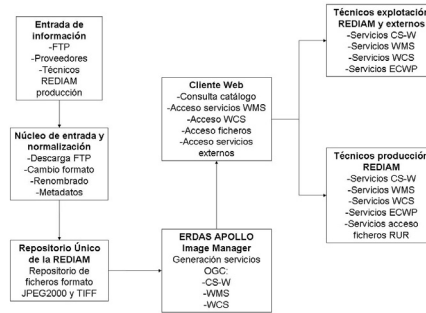 Entrada de
información
-FTP
-Proveedores
-Técnicos
REDIAM
producción
Núcleo de entrada y
normalización
-Descarga FTP
-Cambio formato
-Renombrado
-Metadatos
Repositorio Único
de la REDIAM
Repositorio de
ficheros formato
JPEG2000 y TIFF
ERDAS APOLLO
Image Manager
Generación servicios
OGC:
-CS-W
-WMS
-WCS
Cliente Web
-Consulta catálogo
-Acceso servicios WMS
-Acceso WCS
-Acceso ficheros
-Acceso servicios
externos
Técnicos explotación
REDIAM y externos
-Servicios CS-W
-Servicios WMS
-Servicios WCS
-Servicios ECWP
Técnicos producción
REDIAM
-Servicios CS-W
-Servicios WMS
-Servicios WCS
-Servicios ECWP
-Servicios acceso
ficheros RUR